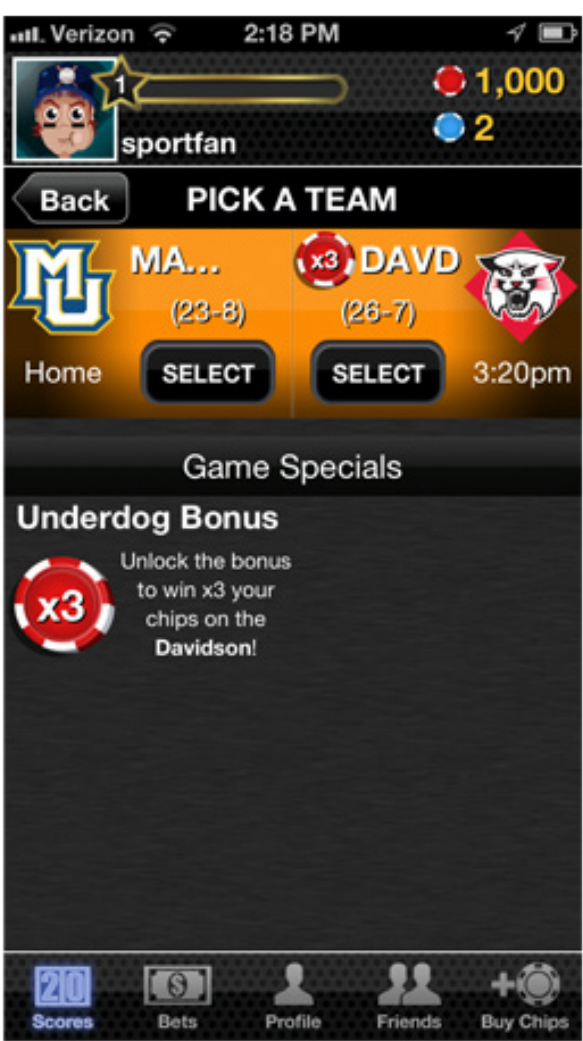 Verizon 2:18 PM
1
1,000
sportfan
2
Back PICK A TEAM
MU MA... x3 DAVD
(23-8) (26-7)
Home SELECT SELECT 3:20pm
Game Specials
Underdog Bonus
x3
Unlock the bonus
to win x3 your
chips on the
Davidson!
20 $ +
Scores Bets Profile Friends Buy Chips